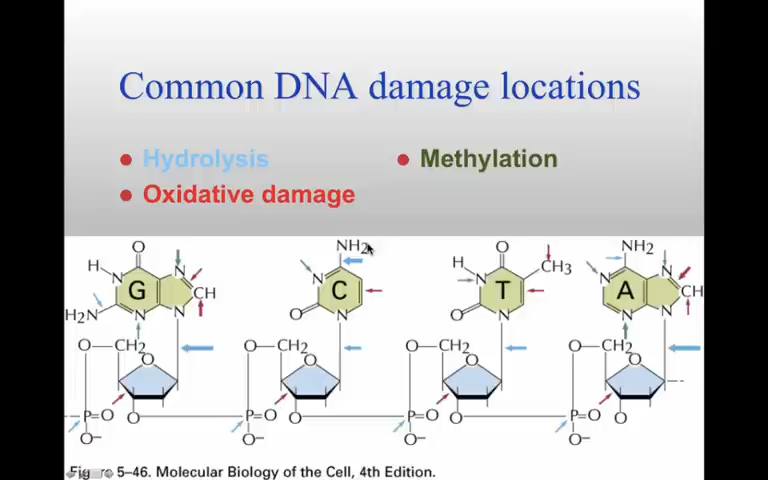 Common DNA damage locations
Hydrolysis
Methylation
Oxidative damage
O NH2 O NH2
H N N N H N CH3 N N
G CH C T A CH
H2N N N O N O N N N
O CH2 O CH2 O CH2 O CH2
O O O O
P=O O P=O O P=O O P=O O
O– O– O– O–
Figure 5–46. Molecular Biology of the Cell, 4th Edition.